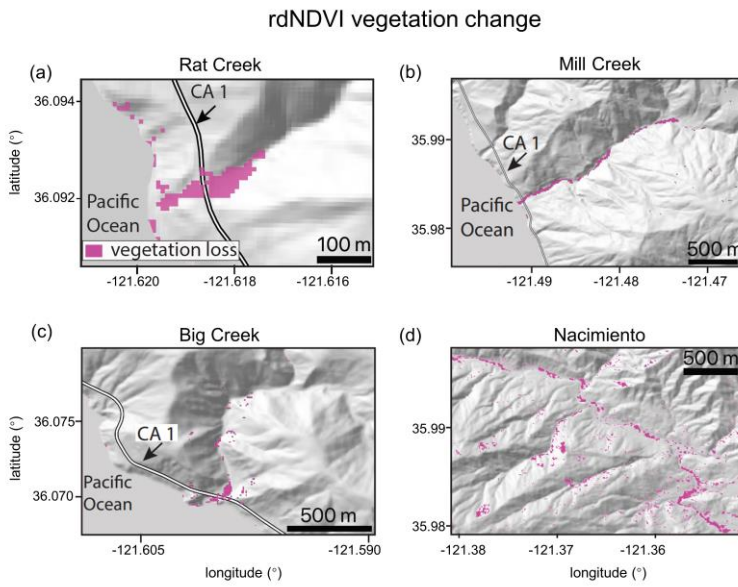 rdNDVI vegetation change
(a)
Rat Creek
CA 1
36.094
36.092
latitude (°)
Pacific
Ocean
vegetation loss
100 m
-121.620
-121.618
-121.616
(b)
Mill Creek
CA 1
35.99
35.98
Pacific
Ocean
500 m
-121.49
-121.48
-121.47
(c)
Big Creek
CA 1
36.075
36.070
latitude (°)
Pacific
Ocean
500 m
-121.605
-121.590
longitude (°)
(d)
Nacimiento
500 m
35.99
35.98
-121.38
-121.37
-121.36
longitude (°)